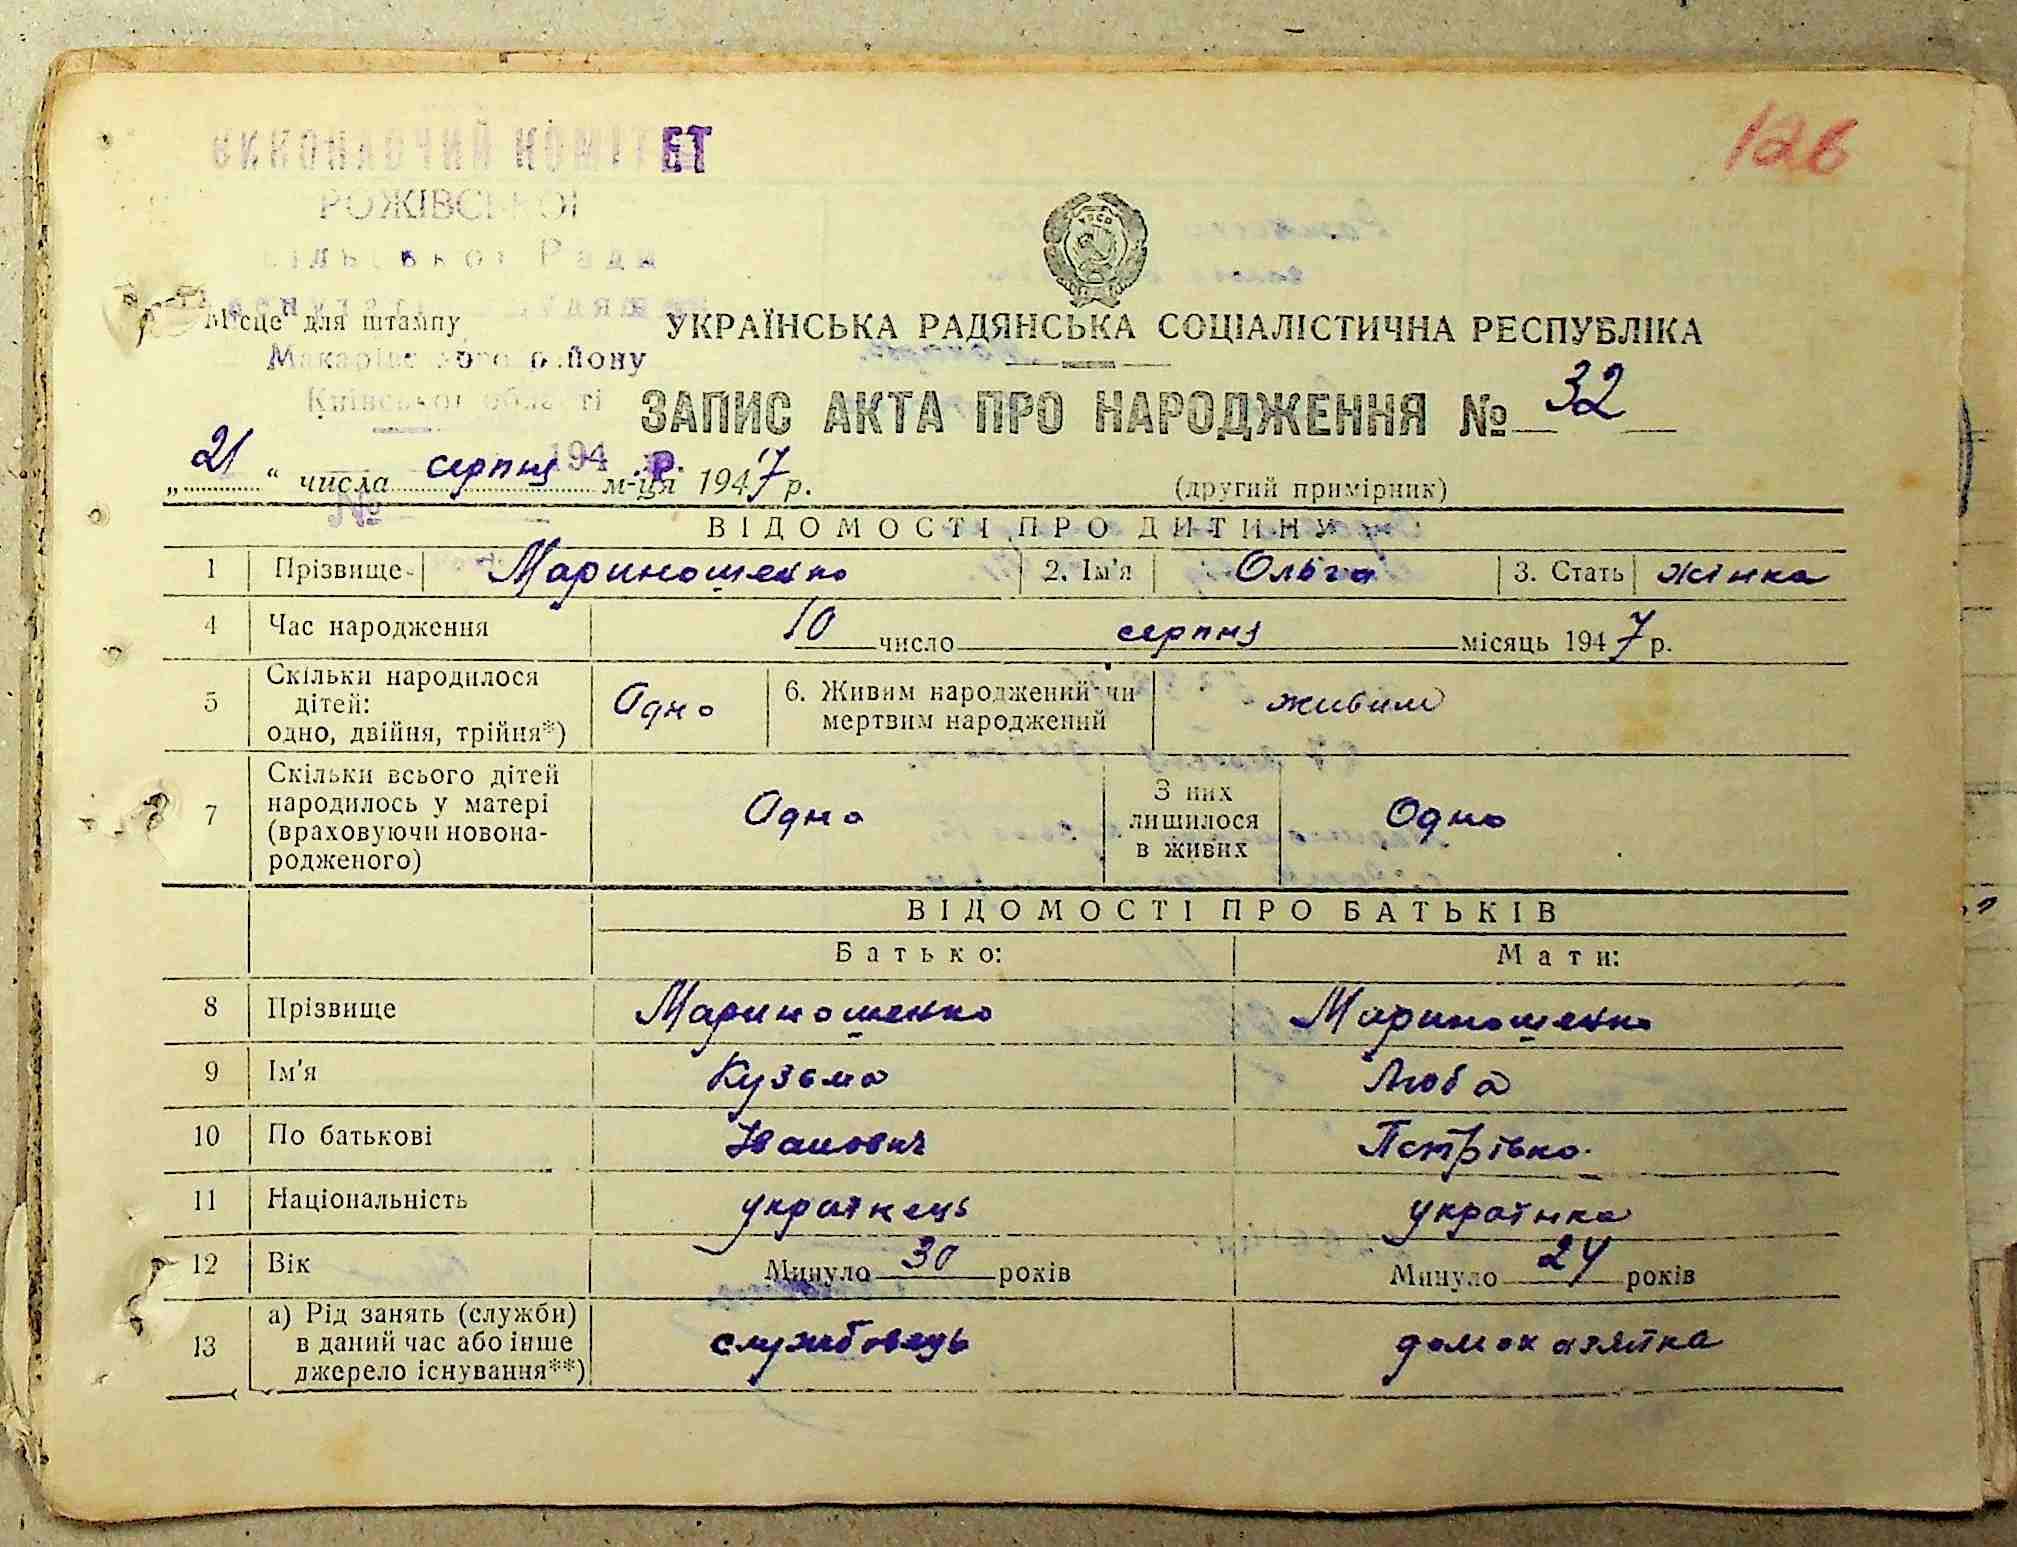 126
ВИКОНАВЧИЙ КОМІТЕТ
РОЖІВСЬКОЇ
сільської Ради
Місце для штампу
Макарівського району
Київської області
194 р.
№
УРСР
УКРАЇНСЬКА РАДЯНСЬКА СОЦІАЛІСТИЧНА РЕСПУБЛІКА
ЗАПИС АКТА ПРО НАРОДЖЕННЯ № 32
„21“ числа серпня м-ця 1947 р. (другий примірник)
ВІДОМОСТІ ПРО ДИТИНУ
1 Прізвище Мариношенко 2. Ім'я Ольга 3. Стать жінка
4 Час народження 10 число серпня місяць 1947 р.
5 Скільки народилося
дітей:
одно, двійня, трійня*) Одно 6. Живим народжений чи
мертвим народжений живим
7 Скільки всього дітей
народилось у матері
(враховуючи новона-
родженого) Одно З них
лишилося
в живих Одно
ВІДОМОСТІ ПРО БАТЬКІВ
Батько: Мати:
8 Прізвище Мариношенко Мариношенко
9 Ім'я Кузьма Люба
10 По батькові Іванович Петрівна
11 Національність українець українка
12 Вік Минуло 30 років Минуло 24 років
13 а) Рід занять (служби)
в даний час або інше
джерело існування**) службовець домохазяйка